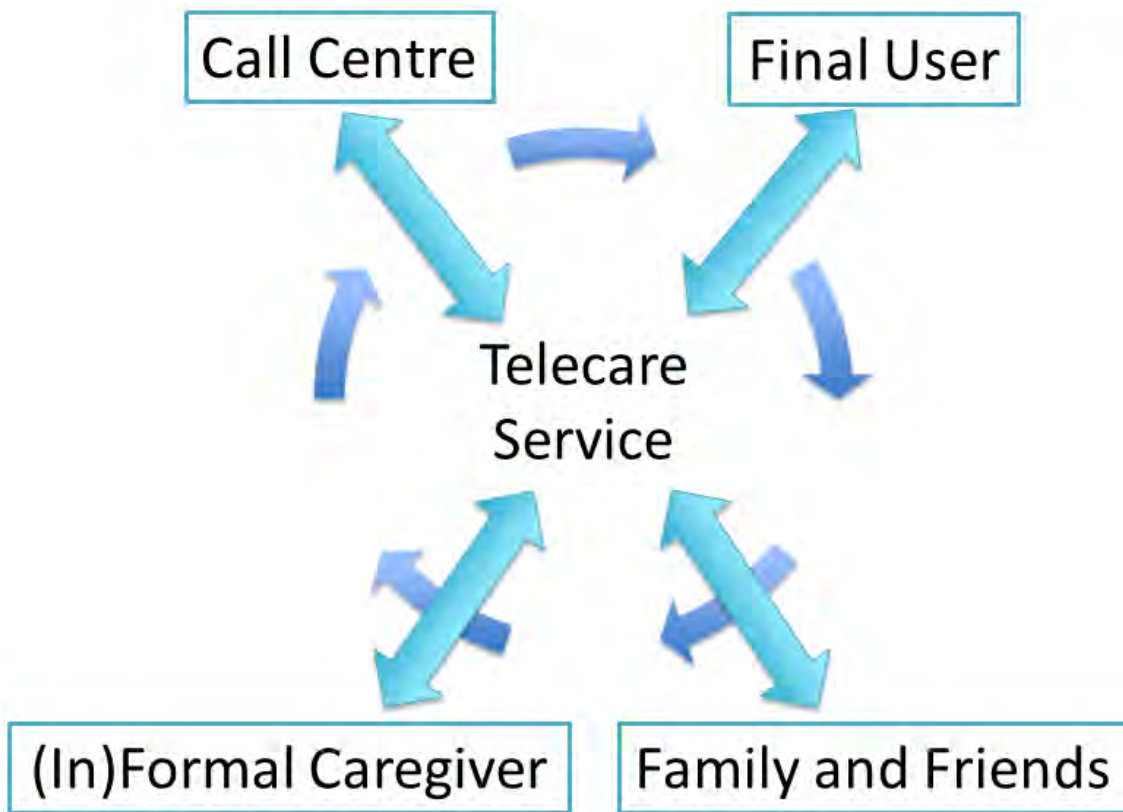 Call Centre
Final User
Telecare
Service
(In)Formal Caregiver
Family and Friends